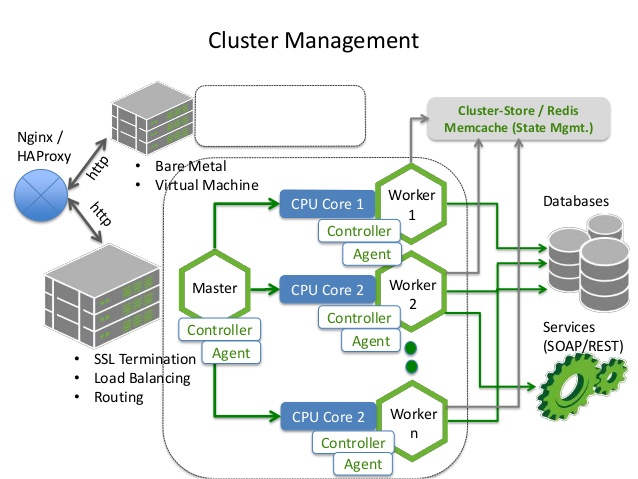 Cluster Management
Cluster-Store / Redis
Memcache (State Mgmt.)
Nginx /
HAProxy
http
http
• Bare Metal
• Virtual Machine
CPU Core 1
Worker
1
Controller
Agent
Databases
Master
Controller
Agent
CPU Core 2
Worker
2
Controller
Agent
Services
(SOAP/REST)
• SSL Termination
• Load Balancing
• Routing
CPU Core 2
Worker
n
Controller
Agent